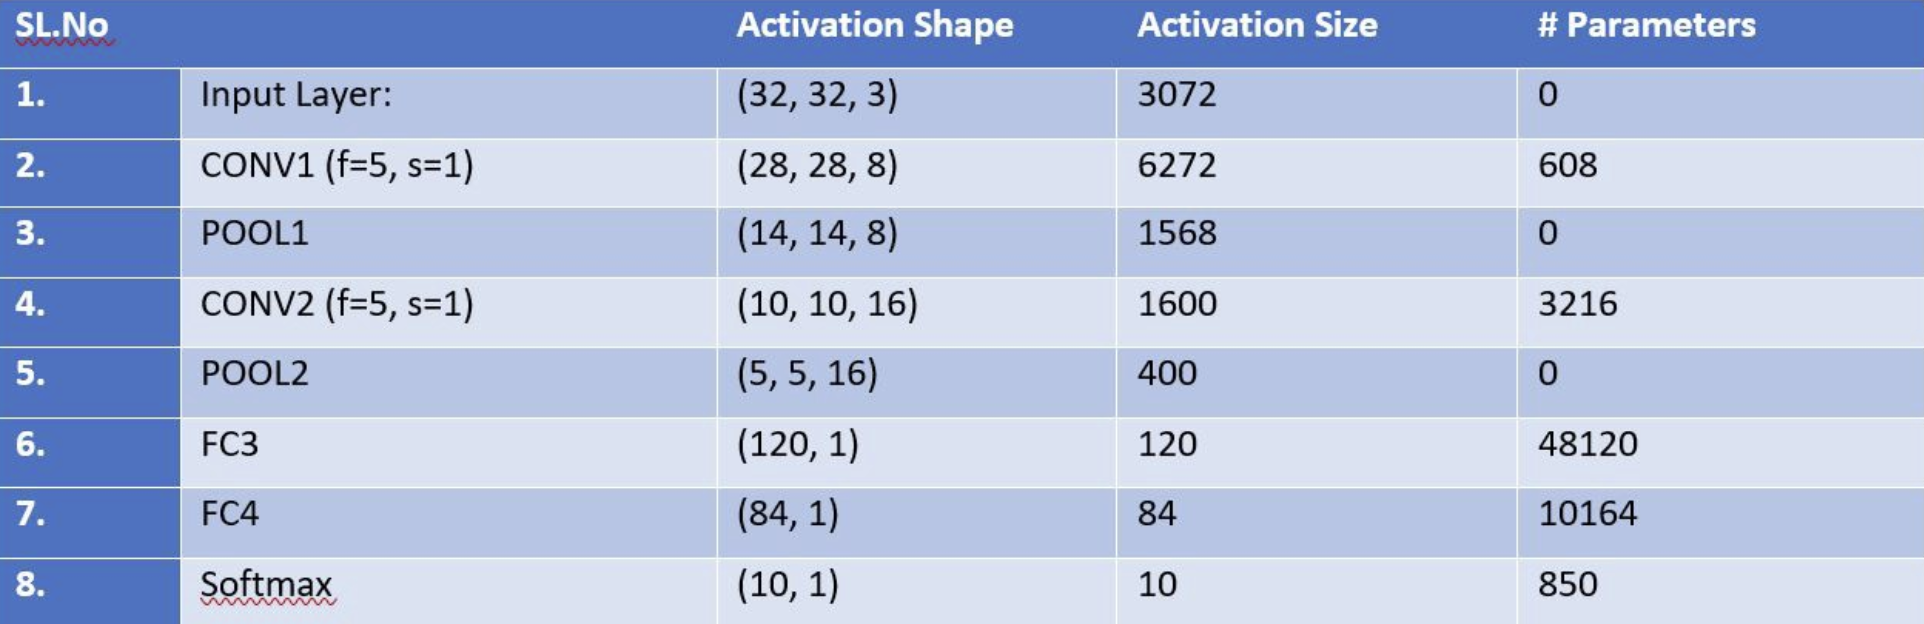 SL.No Activation Shape Activation Size # Parameters
1. Input Layer: (32, 32, 3) 3072 0
2. CONV1 (f=5, s=1) (28, 28, 8) 6272 608
3. POOL1 (14, 14, 8) 1568 0
4. CONV2 (f=5, s=1) (10, 10, 16) 1600 3216
5. POOL2 (5, 5, 16) 400 0
6. FC3 (120, 1) 120 48120
7. FC4 (84, 1) 84 10164
8. Softmax (10, 1) 10 850